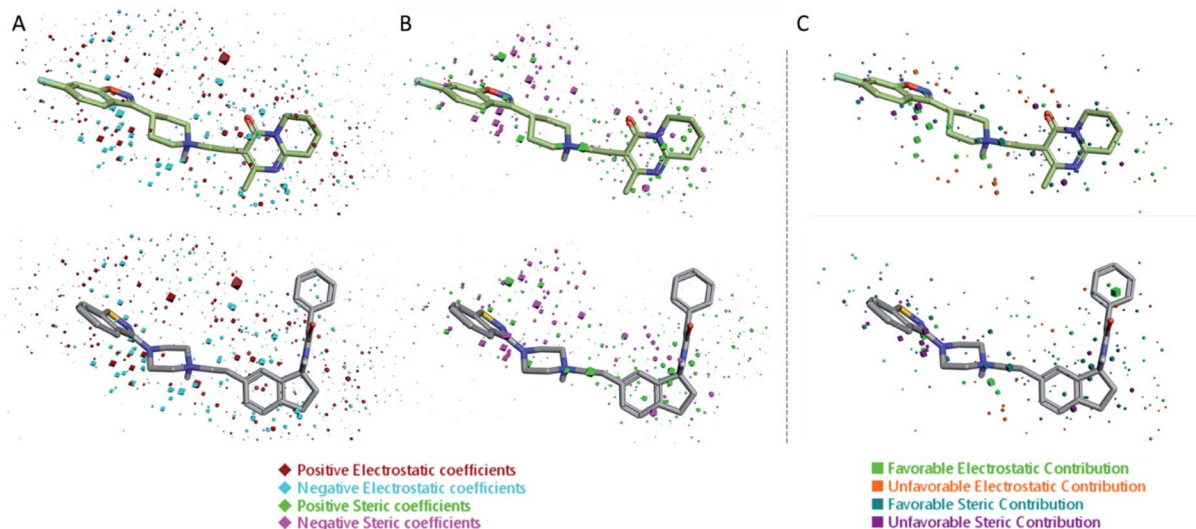 A
B
C
Positive Electrostatic coefficients
Negative Electrostatic coefficients
Positive Steric coefficients
Negative Steric coefficients
Favorable Electrostatic Contribution
Unfavorable Electrostatic Contribution
Favorable Steric Contribution
Unfavorable Steric Contribution